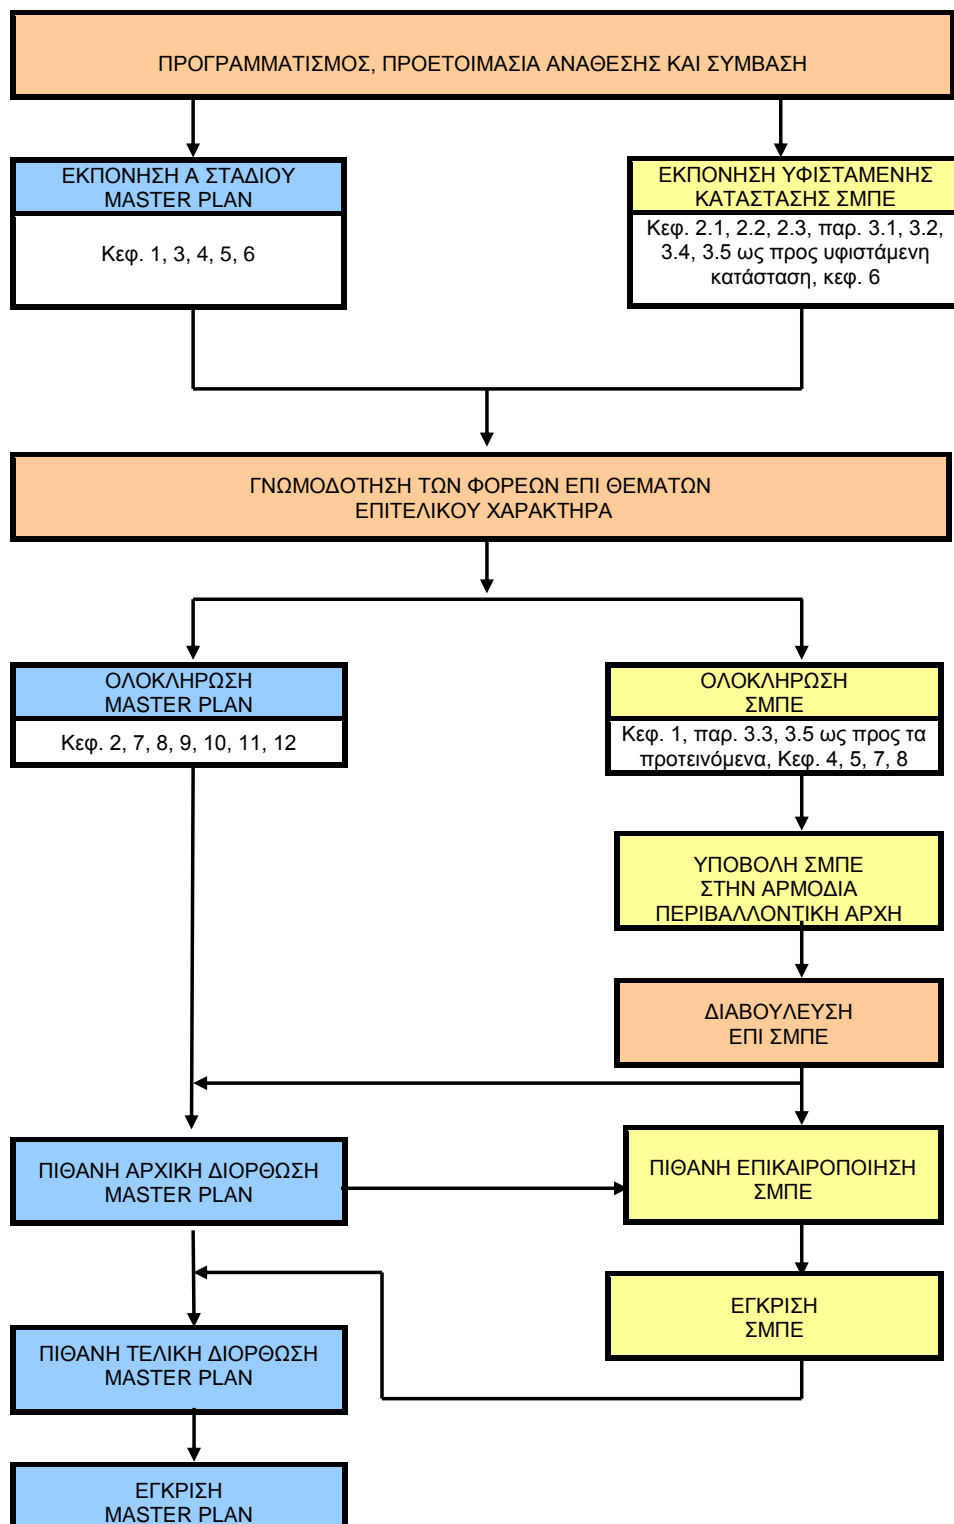 ΠΡΟΓΡΑΜΜΑΤΙΣΜΟΣ, ΠΡΟΕΤΟΙΜΑΣΙΑ ΑΝΑΘΕΣΗΣ ΚΑΙ ΣΥΜΒΑΣΗ
ΕΚΠΟΝΗΣΗ Α ΣΤΑΔΙΟΥ
MASTER PLAN
Κεφ. 1, 3, 4, 5, 6
ΕΚΠΟΝΗΣΗ ΥΦΙΣΤΑΜΕΝΗΣ
ΚΑΤΑΣΤΑΣΗΣ ΣΜΠΕ
Κεφ. 2.1, 2.2, 2.3, παρ. 3.1, 3.2,
3.4, 3.5 ως προς υφιστάμενη
κατάσταση, κεφ. 6
ΓΝΩΜΟΔΟΤΗΣΗ ΤΩΝ ΦΟΡΕΩΝ ΕΠΙ ΘΕΜΑΤΩΝ
ΕΠΙΤΕΛΙΚΟΥ ΧΑΡΑΚΤΗΡΑ
ΟΛΟΚΛΗΡΩΣΗ
MASTER PLAN
Κεφ. 2, 7, 8, 9, 10, 11, 12
ΟΛΟΚΛΗΡΩΣΗ
ΣΜΠΕ
Κεφ. 1, παρ. 3.3, 3.5 ως προς τα
προτεινόμενα, Κεφ. 4, 5, 7, 8
ΥΠΟΒΟΛΗ ΣΜΠΕ
ΣΤΗΝ ΑΡΜΟΔΙΑ
ΠΕΡΙΒΑΛΛΟΝΤΙΚΗ ΑΡΧΗ
ΔΙΑΒΟΥΛΕΥΣΗ
ΕΠΙ ΣΜΠΕ
ΠΙΘΑΝΗ ΑΡΧΙΚΗ ΔΙΟΡΘΩΣΗ
MASTER PLAN
ΠΙΘΑΝΗ ΕΠΙΚΑΙΡΟΠΟΙΗΣΗ
ΣΜΠΕ
ΕΓΚΡΙΣΗ
ΣΜΠΕ
ΠΙΘΑΝΗ ΤΕΛΙΚΗ ΔΙΟΡΘΩΣΗ
MASTER PLAN
ΕΓΚΡΙΣΗ
MASTER PLAN